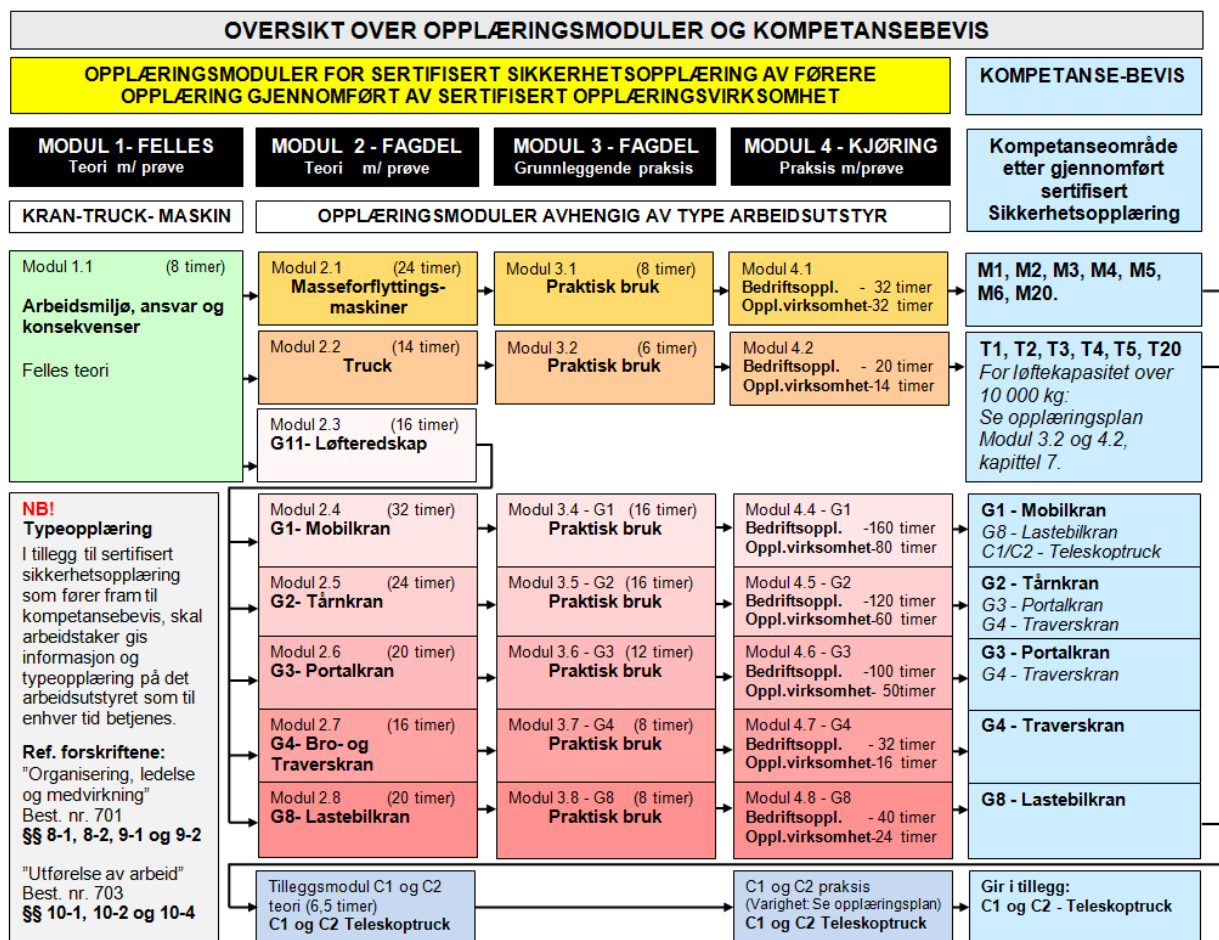 OVERSIKT OVER OPPLÆRINGSMODULER OG KOMPETANSEBEVIS
OPPLÆRINGSMODULER FOR SERTIFISERT SIKKERHETSOPPLÆRING AV FØRERE
OPPLÆRING GJENNOMFØRT AV SERTIFISERT OPPLÆRINGSVIRKSOMHET
KOMPETANSE-BEVIS
MODUL 1- FELLES
Teori m/ prøve
MODUL 2 - FAGDEL
Teori m/ prøve
MODUL 3 - FAGDEL
Grunnleggende praksis
MODUL 4 - KJØRING
Praksis m/prøve
Kompetanseområde
etter gjennomført
sertifisert
Sikkerhetsopplæring
KRAN-TRUCK- MASKIN
OPPLÆRINGSMODULER AVHENGIG AV TYPE ARBEIDSUTSTYR
Modul 1.1 (8 timer)
Arbeidsmiljø, ansvar og
konsekvenser
Felles teori
Modul 2.1 (24 timer)
Masseforflyttings-
maskiner
Modul 3.1 (8 timer)
Praktisk bruk
Modul 4.1
Bedriftsoppl. - 32 timer
Oppl.virksomhet-32 timer
M1, M2, M3, M4, M5,
M6, M20.
Modul 2.2 (14 timer)
Truck
Modul 3.2 (6 timer)
Praktisk bruk
Modul 4.2
Bedriftsoppl. - 20 timer
Oppl.virksomhet-14 timer
T1, T2, T3, T4, T5, T20
For løftekapasitet over
10 000 kg:
Se opplæringsplan
Modul 3.2 og 4.2,
kapittel 7.
Modul 2.3 (16 timer)
G11- Løfteredskap
NB!
Typeopplæring
I tillegg til sertifisert
sikkerhetsopplæring
som fører fram til
kompetansebevis, skal
arbeidstaker gis
informasjon og
typeopplæring på det
arbeidsutstyret som til
enhver tid betjenes.
Ref. forskriftene:
"Organisering, ledelse
og medvirkning"
Best. nr. 701
§§ 8-1, 8-2, 9-1 og 9-2
"Utførelse av arbeid"
Best. nr. 703
§§ 10-1, 10-2 og 10-4
Modul 2.4 (32 timer)
G1- Mobilkran
Modul 3.4 - G1 (16 timer)
Praktisk bruk
Modul 4.4 - G1
Bedriftsoppl. -160 timer
Oppl.virksomhet-80 timer
G1 - Mobilkran
G8 - Lastebilkran
C1/C2 - Teleskoptruck
Modul 2.5 (24 timer)
G2- Tårnkran
Modul 3.5 - G2 (16 timer)
Praktisk bruk
Modul 4.5 - G2
Bedriftsoppl. -120 timer
Oppl.virksomhet-60 timer
G2 - Tårnkran
G3 - Portalkran
G4 - Traverskran
Modul 2.6 (20 timer)
G3- Portalkran
Modul 3.6 - G3 (12 timer)
Praktisk bruk
Modul 4.6 - G3
Bedriftsoppl. -100 timer
Oppl.virksomhet- 50timer
G3 - Portalkran
G4 - Traverskran
Modul 2.7 (16 timer)
G4- Bro- og
Traverskran
Modul 3.7 - G4 (8 timer)
Praktisk bruk
Modul 4.7 - G4
Bedriftsoppl. - 32 timer
Oppl.virksomhet-16 timer
G4 - Traverskran
Modul 2.8 (20 timer)
G8- Lastebilkran
Modul 3.8 - G8 (8 timer)
Praktisk bruk
Modul 4.8 - G8
Bedriftsoppl. - 40 timer
Oppl.virksomhet-24 timer
G8 - Lastebilkran
Tilleggsmodul C1 og C2
teori (6,5 timer)
C1 og C2 Teleskoptruck
C1 og C2 praksis
(Varighet: Se opplæringsplan)
C1 og C2 Teleskoptruck
Gir i tillegg:
C1 og C2 - Teleskoptruck